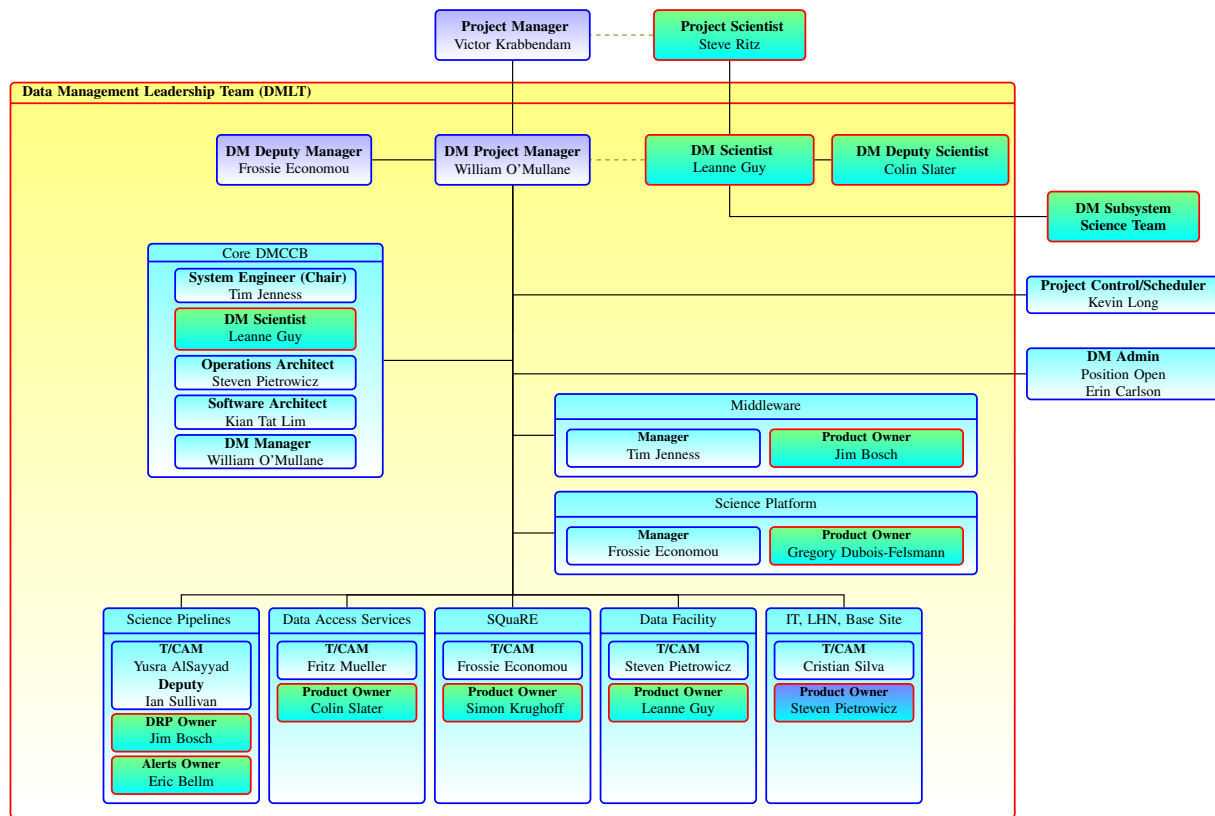 Project Manager
Victor Krabbendam
Project Scientist
Steve Ritz
Data Management Leadership Team (DMLT)
DM Deputy Manager
Frossie Economou
DM Project Manager
William O'Mullane
DM Scientist
Leanne Guy
DM Deputy Scientist
Colin Slater
DM Subsystem
Science Team
Core DMCCB
System Engineer (Chair)
Tim Jenness
DM Scientist
Leanne Guy
Operations Architect
Steven Pietrowicz
Software Architect
Kian Tat Lim
DM Manager
William O'Mullane
Project Control/Scheduler
Kevin Long
DM Admin
Position Open
Erin Carlson
Middleware
Manager
Tim Jenness
Product Owner
Jim Bosch
Science Platform
Manager
Frossie Economou
Product Owner
Gregory Dubois-Felsmann
Science Pipelines
T/CAM
Yusra AlSayyad
Deputy
Ian Sullivan
DRP Owner
Jim Bosch
Alerts Owner
Eric Bellm
Data Access Services
T/CAM
Fritz Mueller
Product Owner
Colin Slater
SQuaRE
T/CAM
Frossie Economou
Product Owner
Simon Krughoff
Data Facility
T/CAM
Steven Pietrowicz
Product Owner
Leanne Guy
IT, LHN, Base Site
T/CAM
Cristian Silva
Product Owner
Steven Pietrowicz